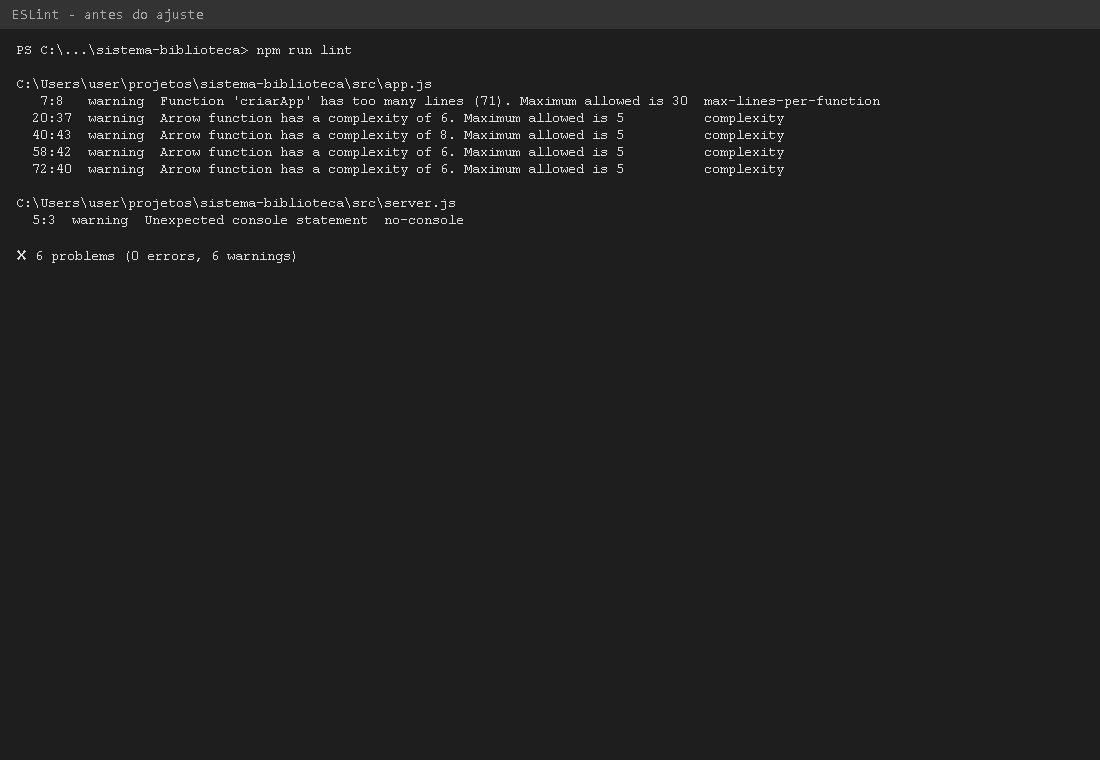 ESLint - antes do ajuste
PS C:\...\sistema-biblioteca> npm run lint
C:\Users\user\projetos\sistema-biblioteca\src\app.js
7:8 warning Function 'criarApp' has too many lines (71). Maximum allowed is 30 max-lines-per-function
20:37 warning Arrow function has a complexity of 6. Maximum allowed is 5 complexity
40:43 warning Arrow function has a complexity of 8. Maximum allowed is 5 complexity
58:42 warning Arrow function has a complexity of 6. Maximum allowed is 5 complexity
72:40 warning Arrow function has a complexity of 6. Maximum allowed is 5 complexity
C:\Users\user\projetos\sistema-biblioteca\src\server.js
5:3 warning Unexpected console statement no-console
✖ 6 problems (0 errors, 6 warnings)